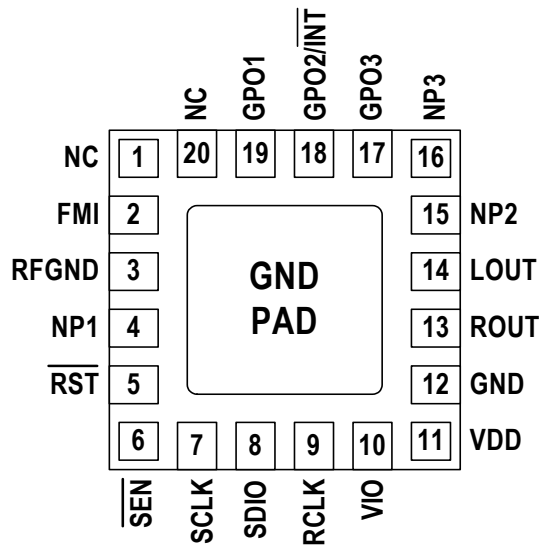 NC
GPO1
GPO2/INT
GPO3
NP3
NC 1 20 19 18 17 16
FMI 2 15 NP2
RFGND 3 14 LOUT
GND
PAD
NP1 4 13 ROUT
RST 5 12 GND
6 7 8 9 10 11 VDD
SEN
SCLK
SDIO
RCLK
VIO